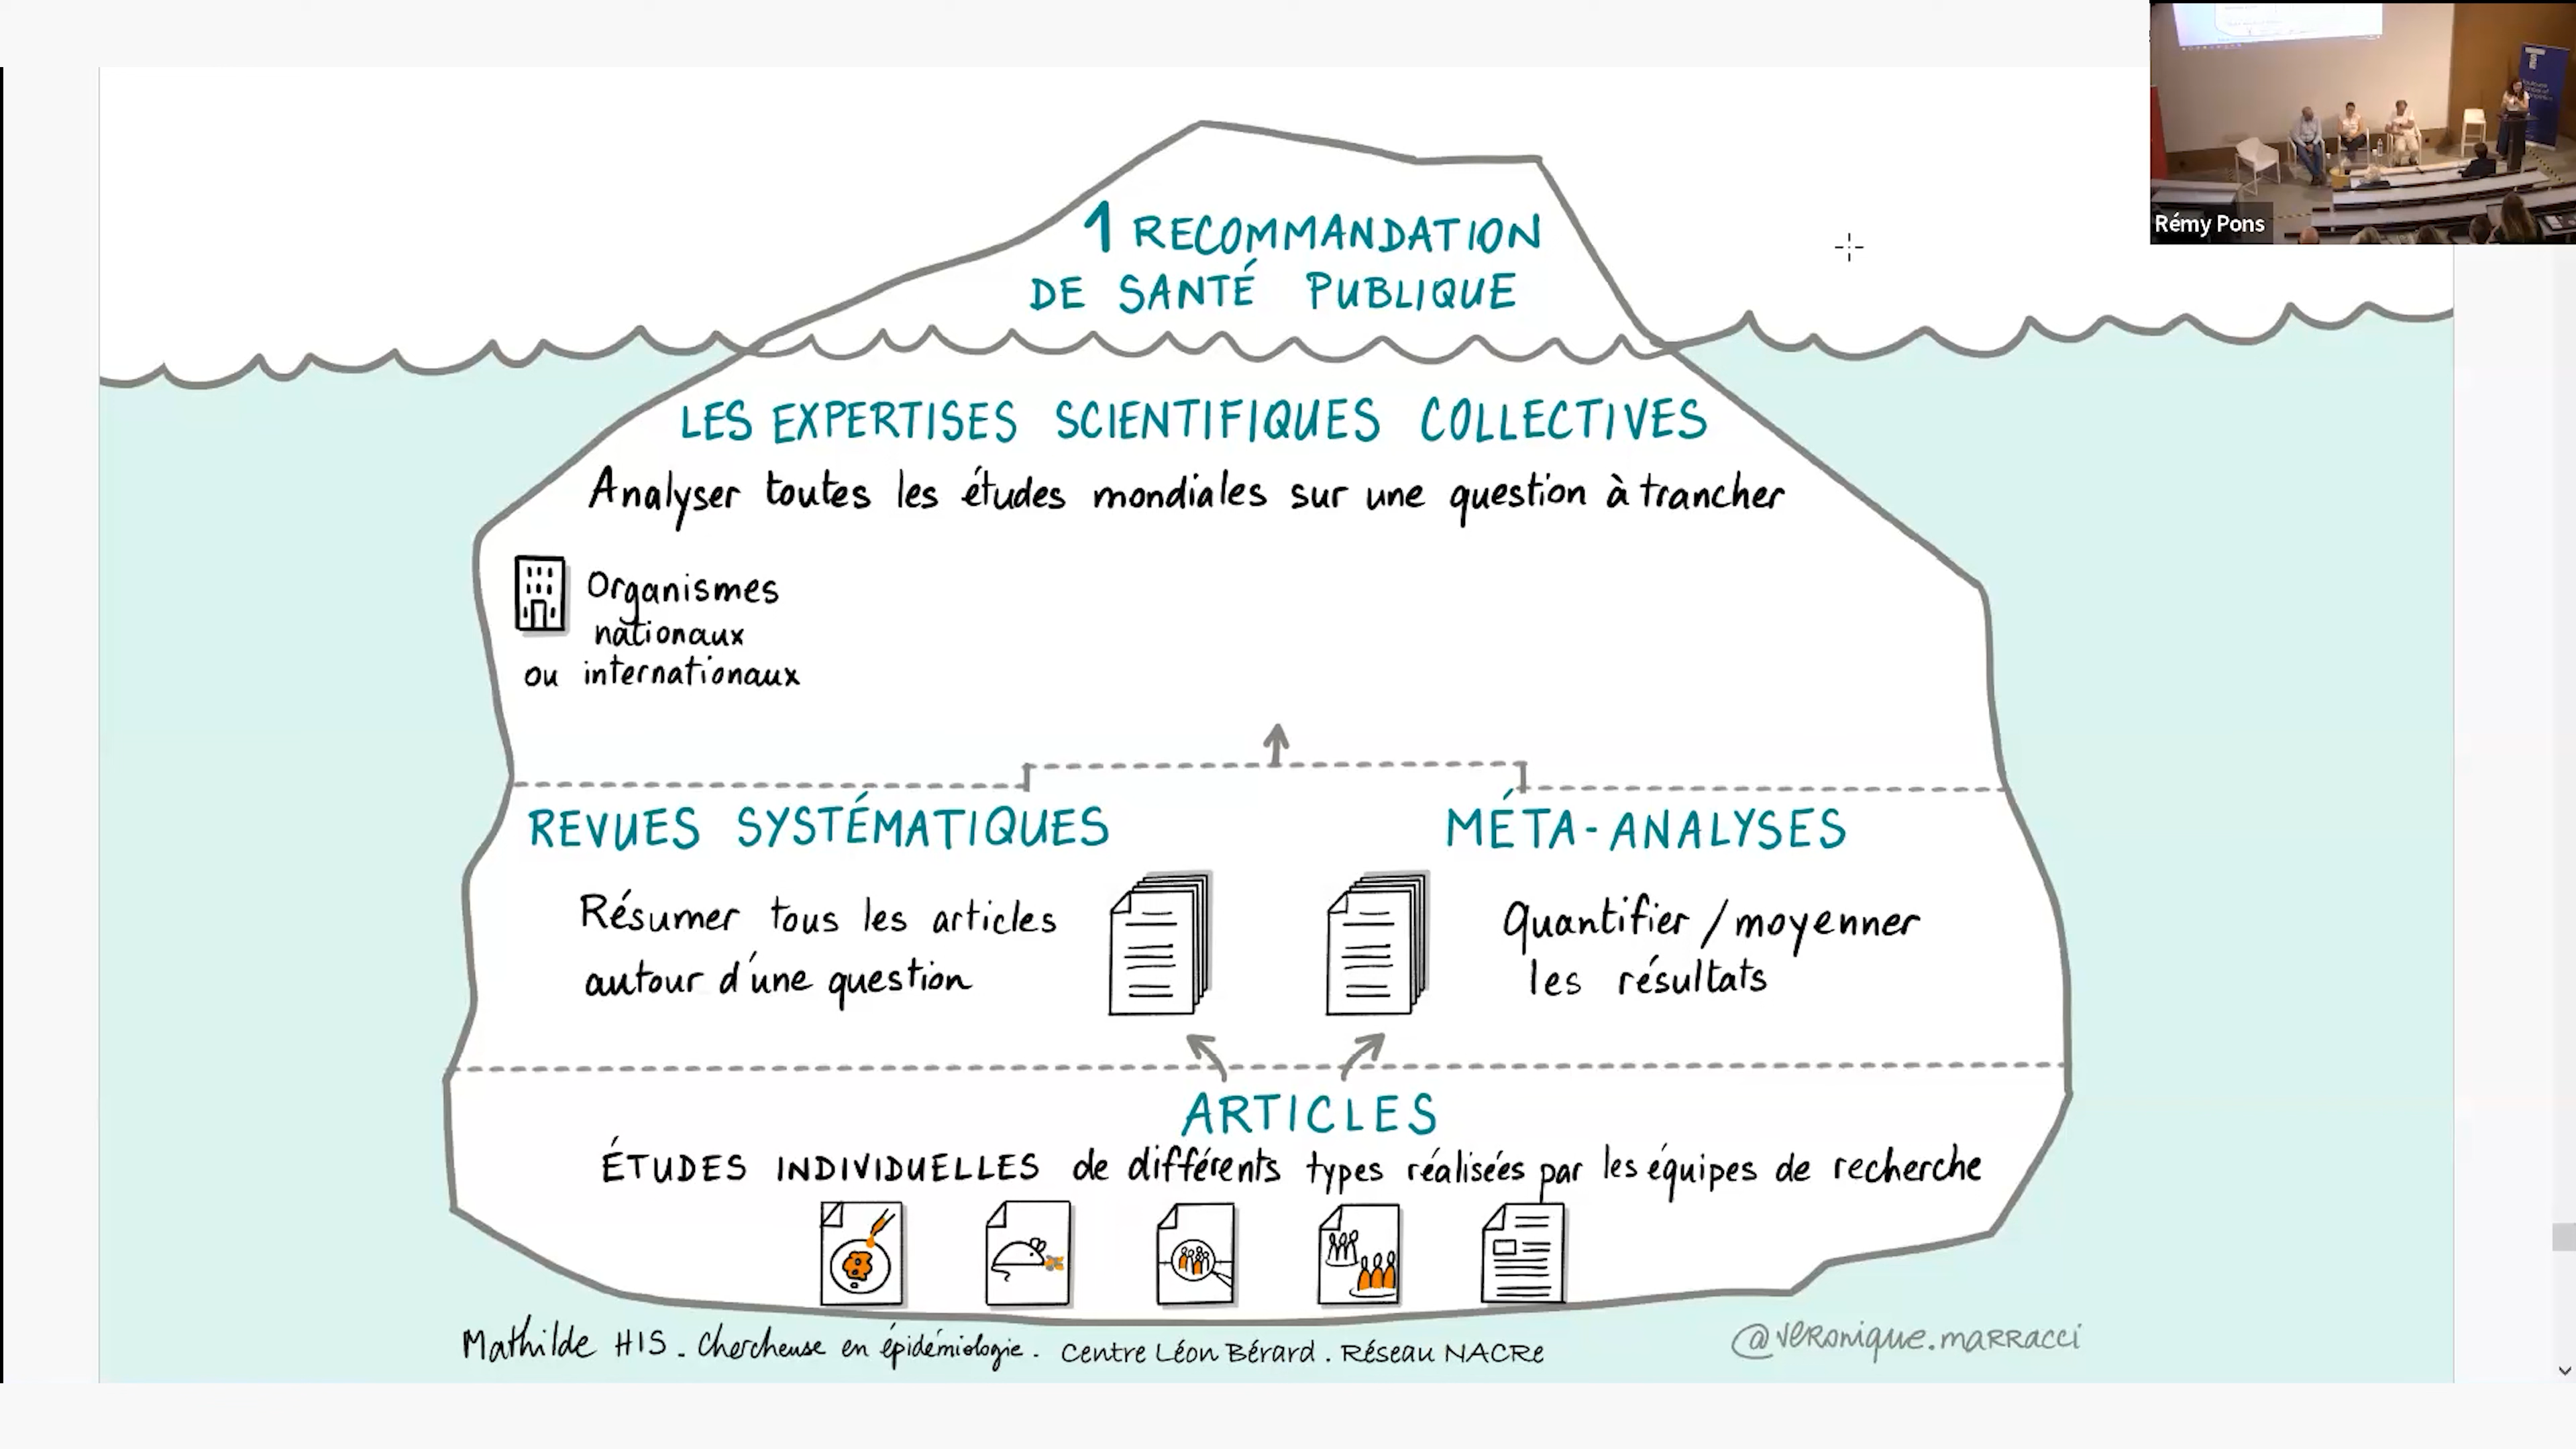 1 RECOMMANDATION
DE SANTÉ PUBLIQUE
LES EXPERTISES SCIENTIFIQUES COLLECTIVES
Analyser toutes les études mondiales sur une question à trancher
Organismes
nationaux
ou internationaux
REVUES SYSTÉMATIQUES
Résumer tous les articles
autour d'une question
MÉTA-ANALYSES
Quantifier / moyenner
les résultats
ARTICLES
ÉTUDES INDIVIDUELLES de différents types réalisées par les équipes de recherche
Mathilde HIS. Chercheuse en épidémiologie. Centre Léon Bérard. Réseau NACRe
@veronique.marracci
Rémy Pons